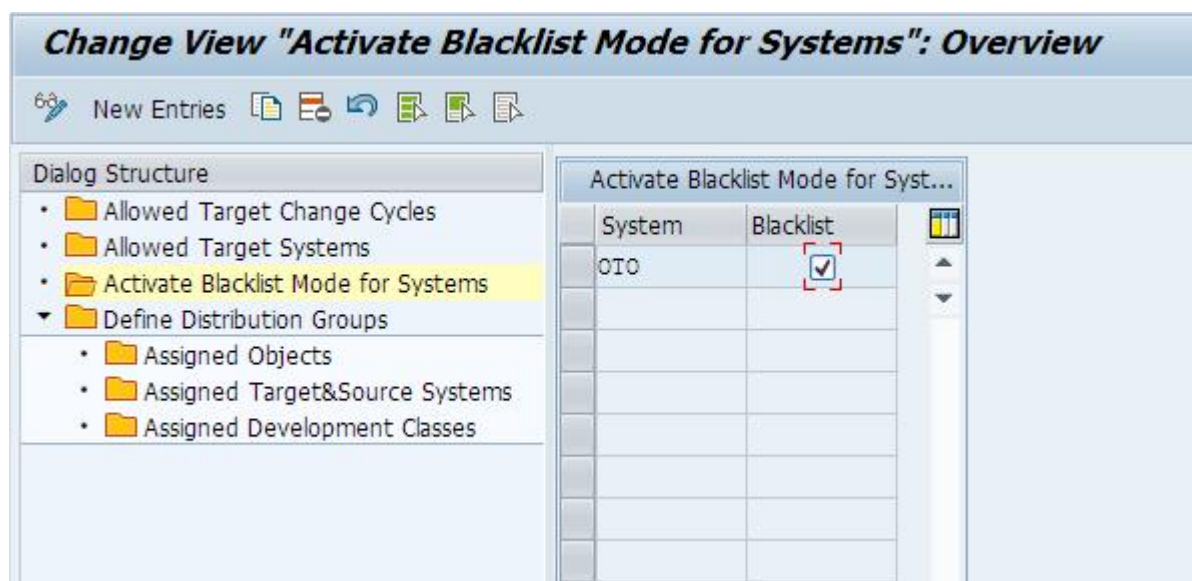 Change View "Activate Blacklist Mode for Systems": Overview
New Entries
Dialog Structure
Allowed Target Change Cycles
Allowed Target Systems
Activate Blacklist Mode for Systems
Define Distribution Groups
Assigned Objects
Assigned Target&Source Systems
Assigned Development Classes
Activate Blacklist Mode for Syst...
System Blacklist
OTO